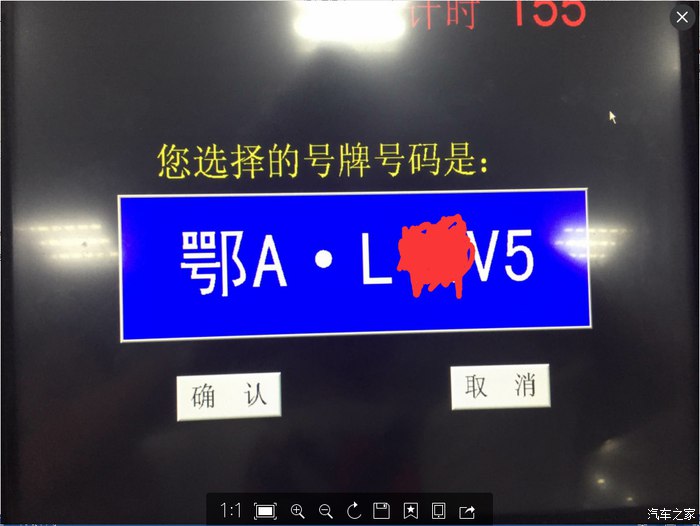 计时 155
您选择的号牌号码是：
鄂A·L V5
确 认
取 消
1:1
汽车之家